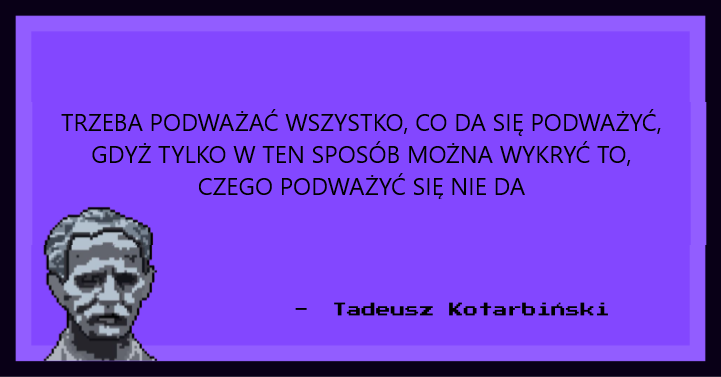 TRZEBA PODWAŻAĆ WSZYSTKO, CO DA SIĘ PODWAŻYĆ,
GDYŻ TYLKO W TEN SPOSÓB MOŻNA WYKRYĆ TO,
CZEGO PODWAŻYĆ SIĘ NIE DA
- Tadeusz Kotarbiński